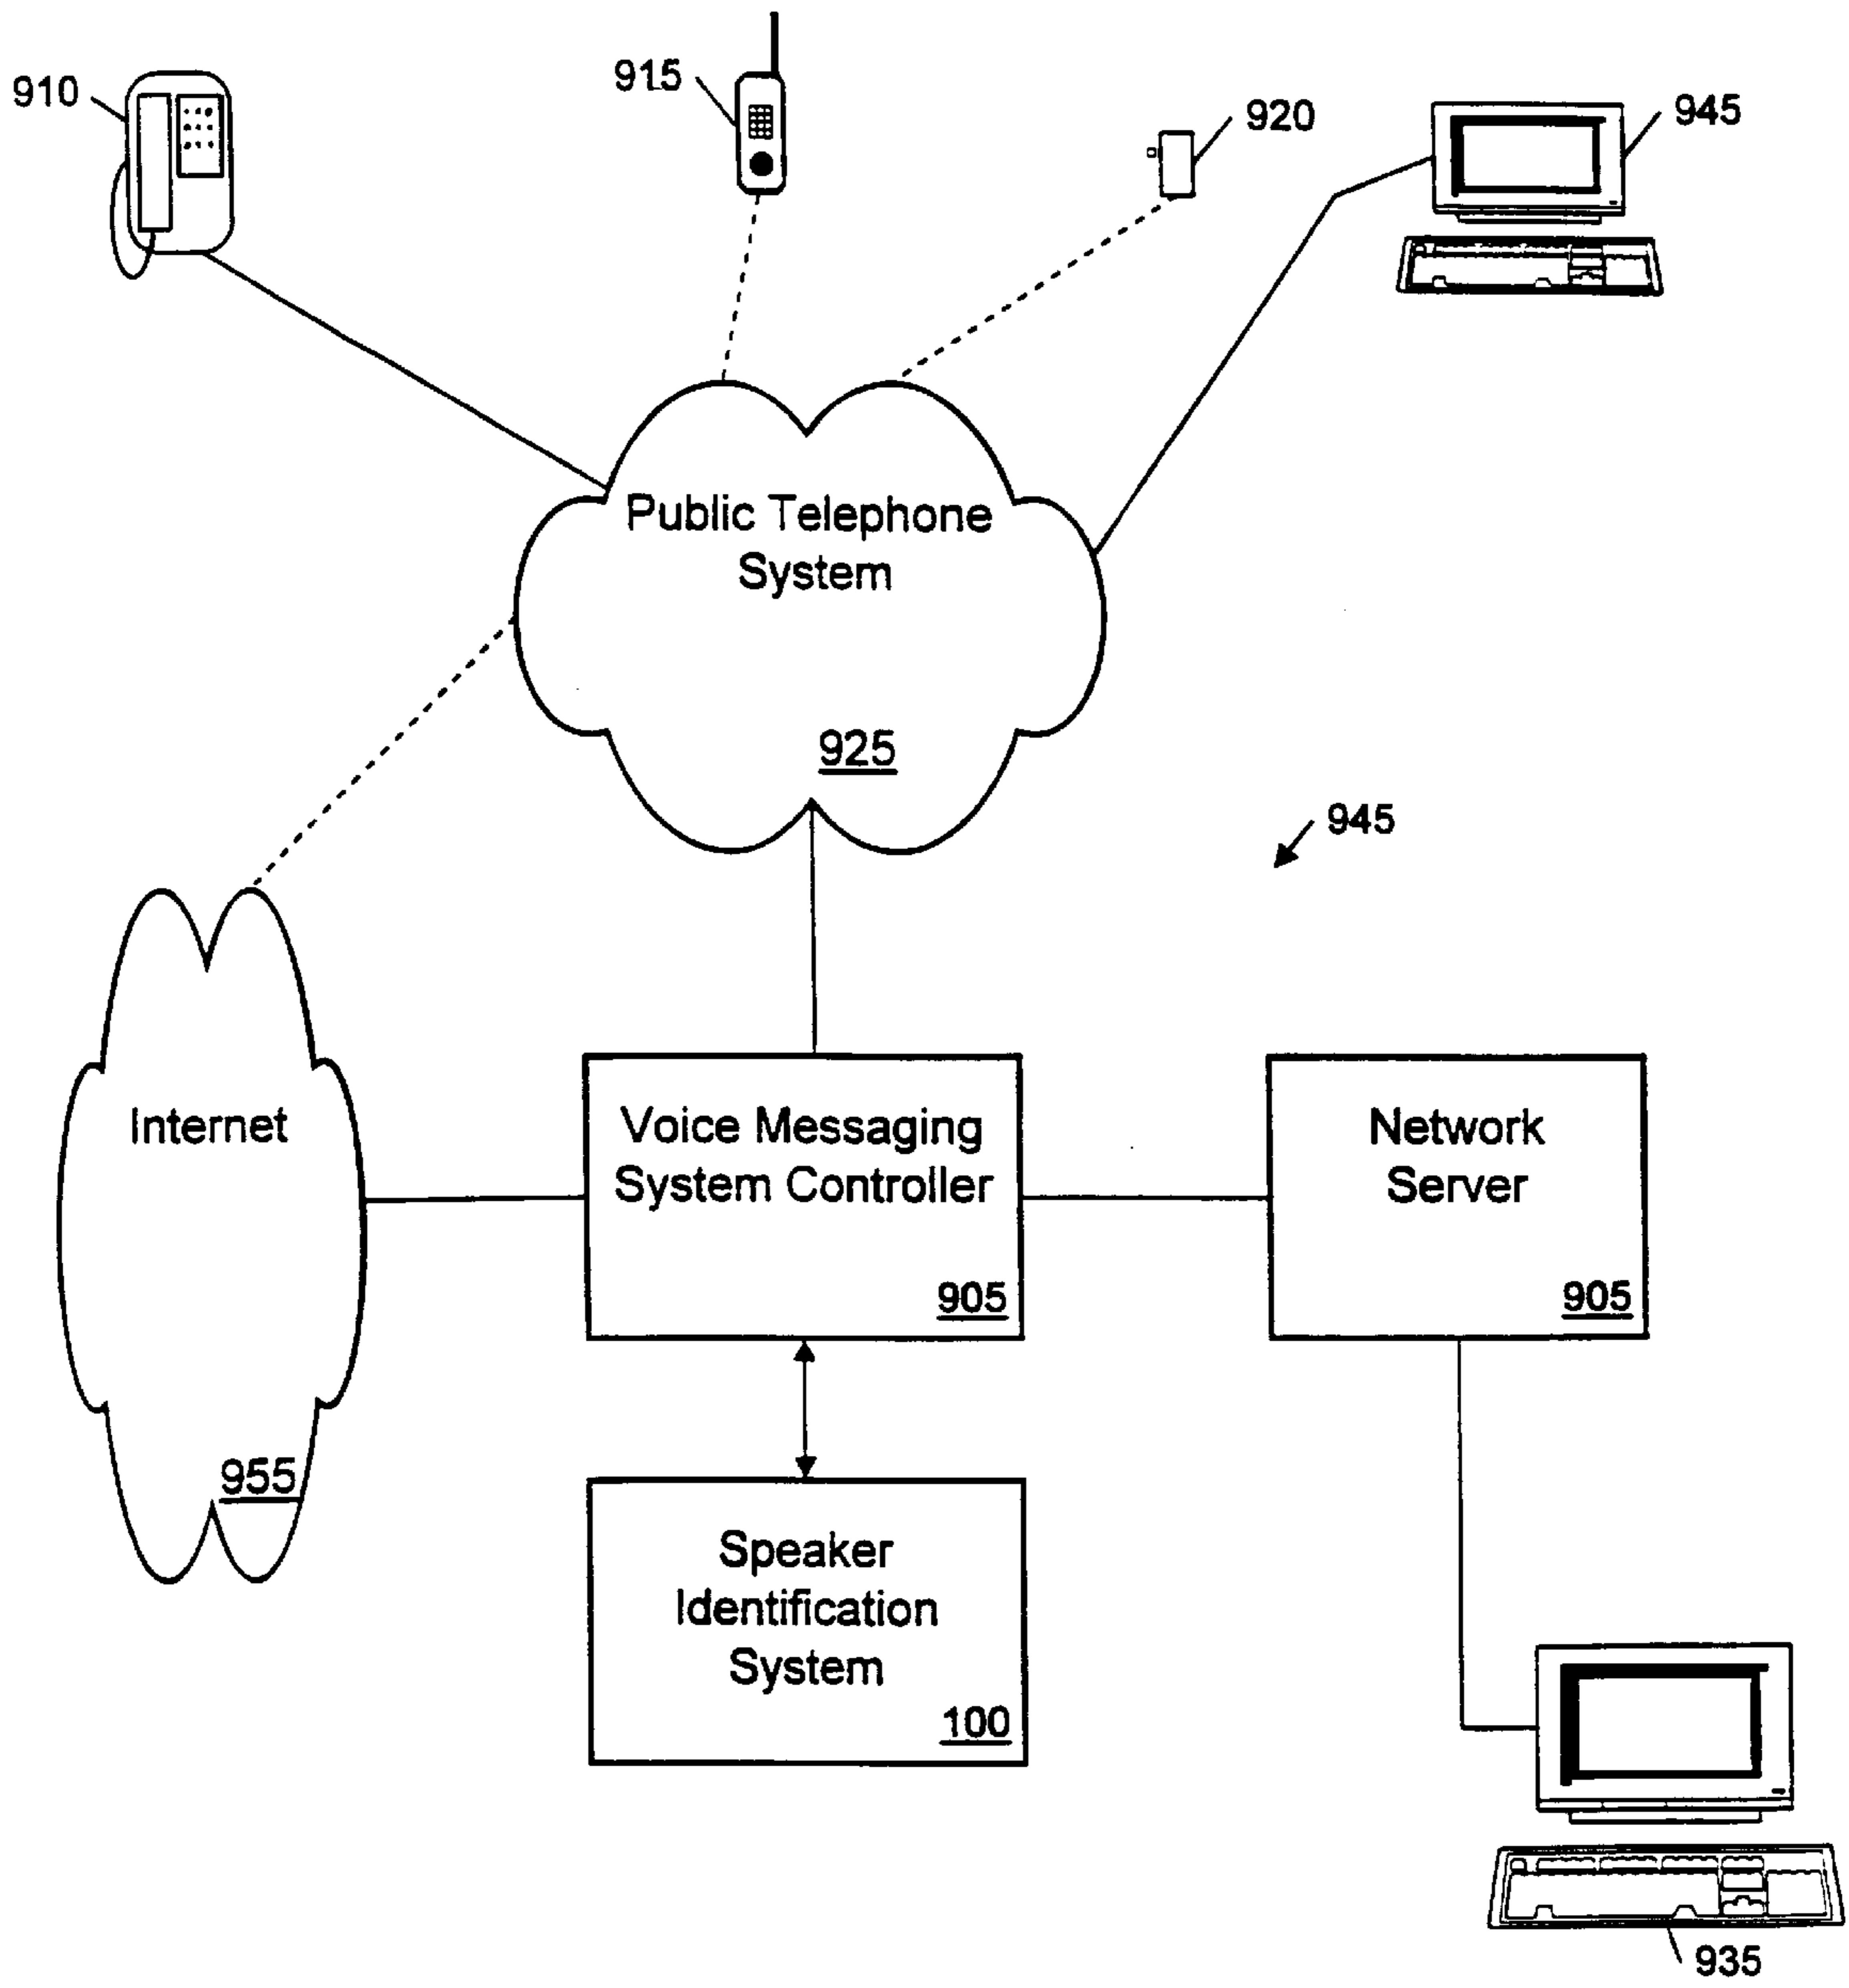 910
915
920
945
Public Telephone
System
925
945
Internet
955
Voice Messaging
System Controller
905
Network
Server
905
Speaker
Identification
System
100
935